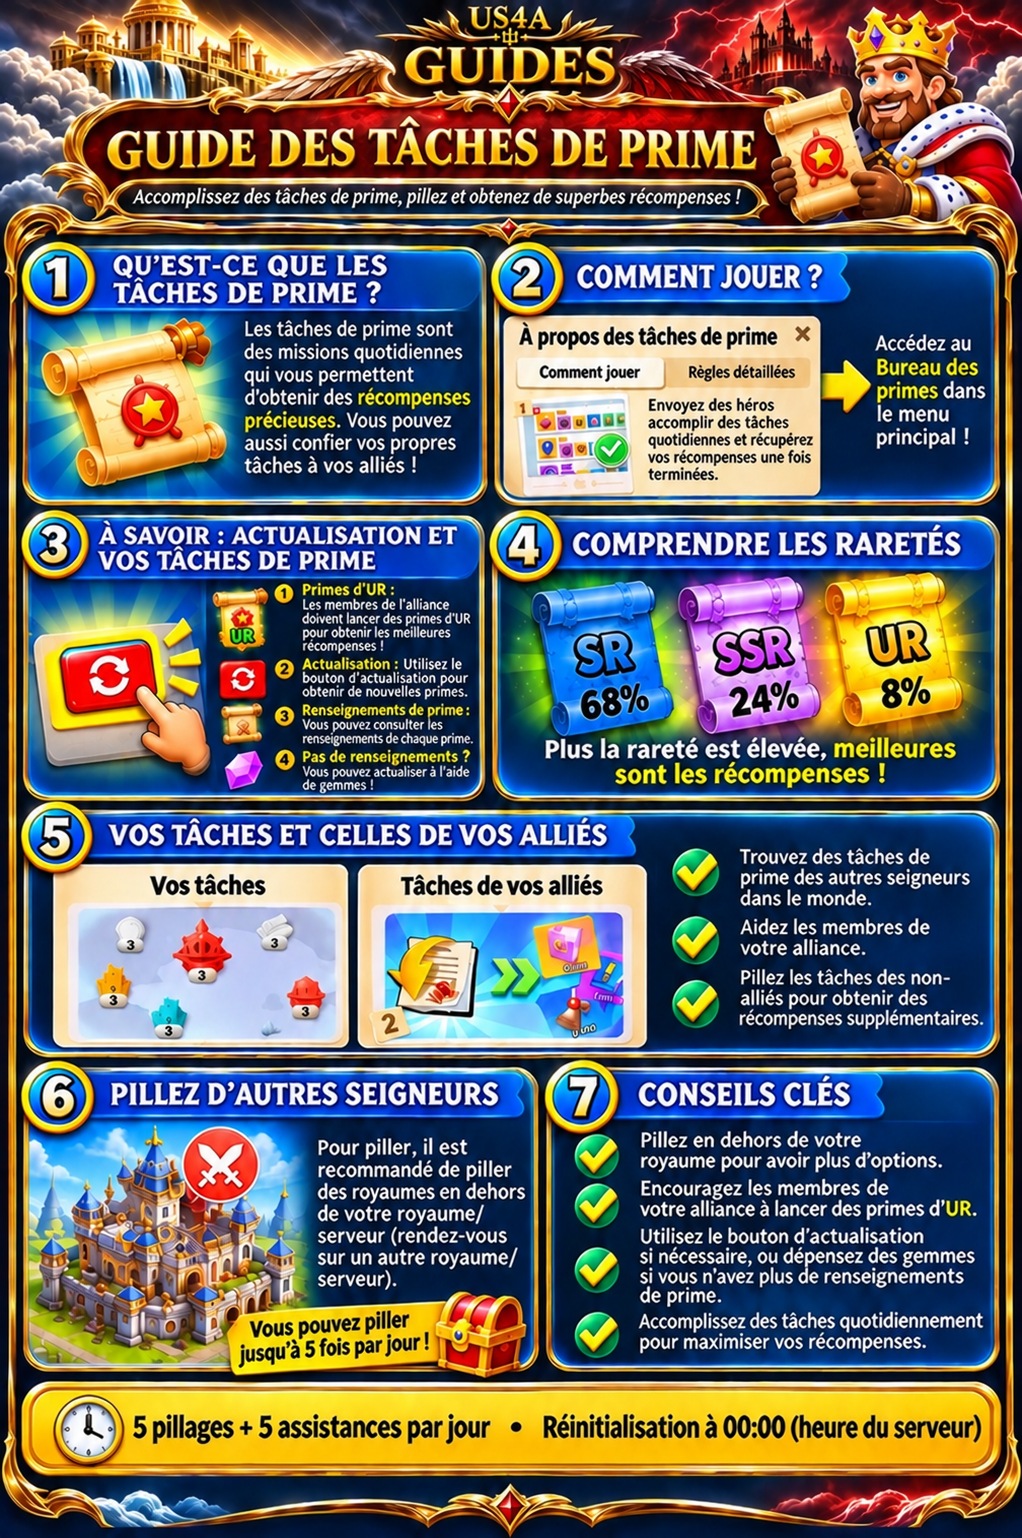 US4A
GUIDES
GUIDE DES TÂCHES DE PRIME
Accomplissez des tâches de prime, pillez et obtenez de superbes récompenses !
1
QU'EST-CE QUE LES
TÂCHES DE PRIME ?
Les tâches de prime sont
des missions quotidiennes
qui vous permettent
d'obtenir des récompenses
précieuses. Vous pouvez
aussi confier vos propres
tâches à vos alliés !
2
COMMENT JOUER ?
À propos des tâches de prime
Comment jouer
Règles détaillées
1
Envoyez des héros
accomplir des tâches
quotidiennes et récupérez
vos récompenses une fois
terminées.
Accédez au
Bureau des
primes dans
le menu
principal !
3
À SAVOIR : ACTUALISATION ET
VOS TÂCHES DE PRIME
UR
1 Primes d'UR :
Les membres de l'alliance
doivent lancer des primes d'UR
pour obtenir les meilleures
récompenses !
2 Actualisation : Utilisez le
bouton d'actualisation pour
obtenir de nouvelles primes.
3 Renseignements de prime :
Vous pouvez consulter les
renseignements de chaque prime.
4 Pas de renseignements ?
Vous pouvez actualiser à l'aide
de gemmes !
4
COMPRENDRE LES RARETÉS
SR
68%
SSR
24%
UR
8%
Plus la rareté est élevée, meilleures
sont les récompenses !
5
VOS TÂCHES ET CELLES DE VOS ALLIÉS
Vos tâches
3
3
3
3
3
3
Tâches de vos alliés
2
Trouvez des tâches de
prime des autres seigneurs
dans le monde.
Aidez les membres de
votre alliance.
Pillez les tâches des non-
alliés pour obtenir des
récompenses supplémentaires.
6
PILLEZ D'AUTRES SEIGNEURS
Pour piller, il est
recommandé de piller
des royaumes en dehors
de votre royaume/
serveur (rendez-vous
sur un autre royaume/
serveur).
Vous pouvez piller
jusqu'à 5 fois par jour !
7
CONSEILS CLÉS
Pillez en dehors de votre
royaume pour avoir plus d'options.
Encouragez les membres de
votre alliance à lancer des primes d'UR.
Utilisez le bouton d'actualisation
si nécessaire, ou dépensez des gemmes
si vous n'avez plus de renseignements
de prime.
Accomplissez des tâches quotidiennement
pour maximiser vos récompenses.
5 pillages + 5 assistances par jour • Réinitialisation à 00:00 (heure du serveur)